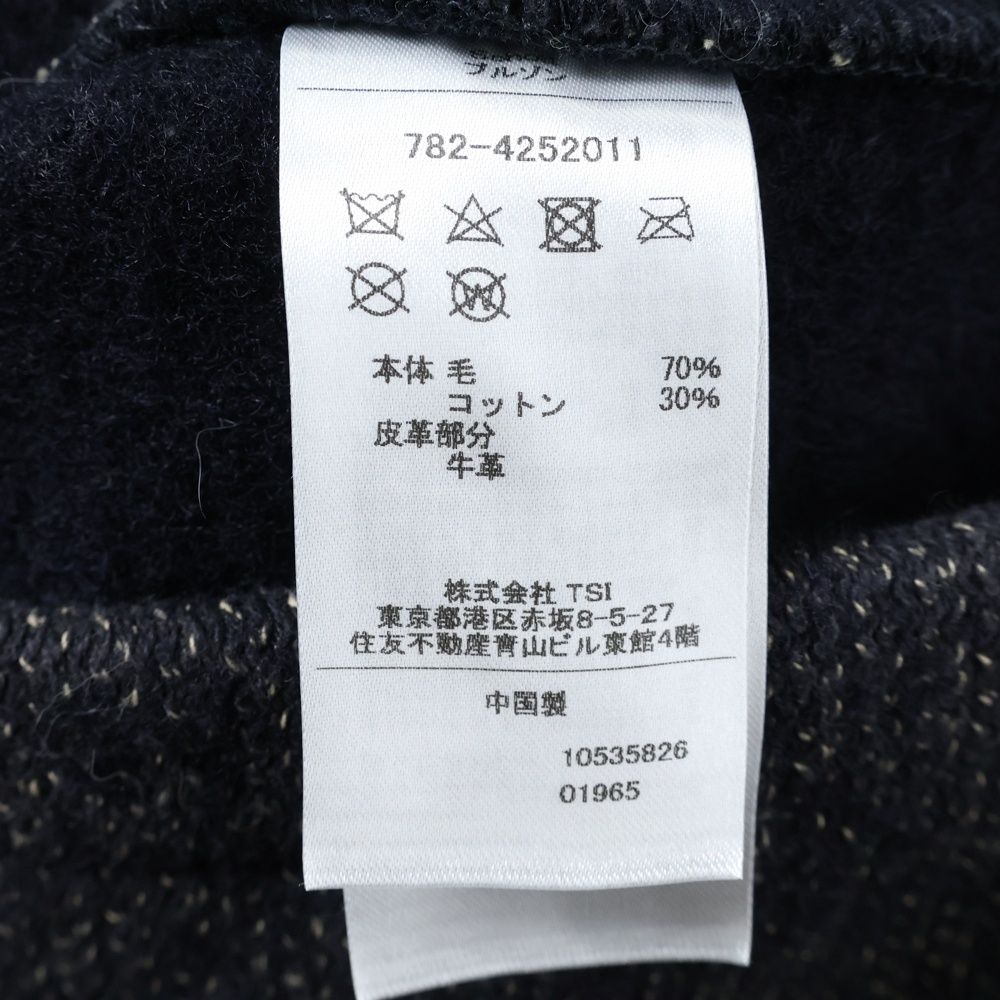 ブルゾン
782-4252011
本体 毛 70%
コットン 30%
皮革部分
牛革
株式会社 TSI
東京都港区赤坂8-5-27
住友不動産青山ビル東館4階
中国製
10535826
01965